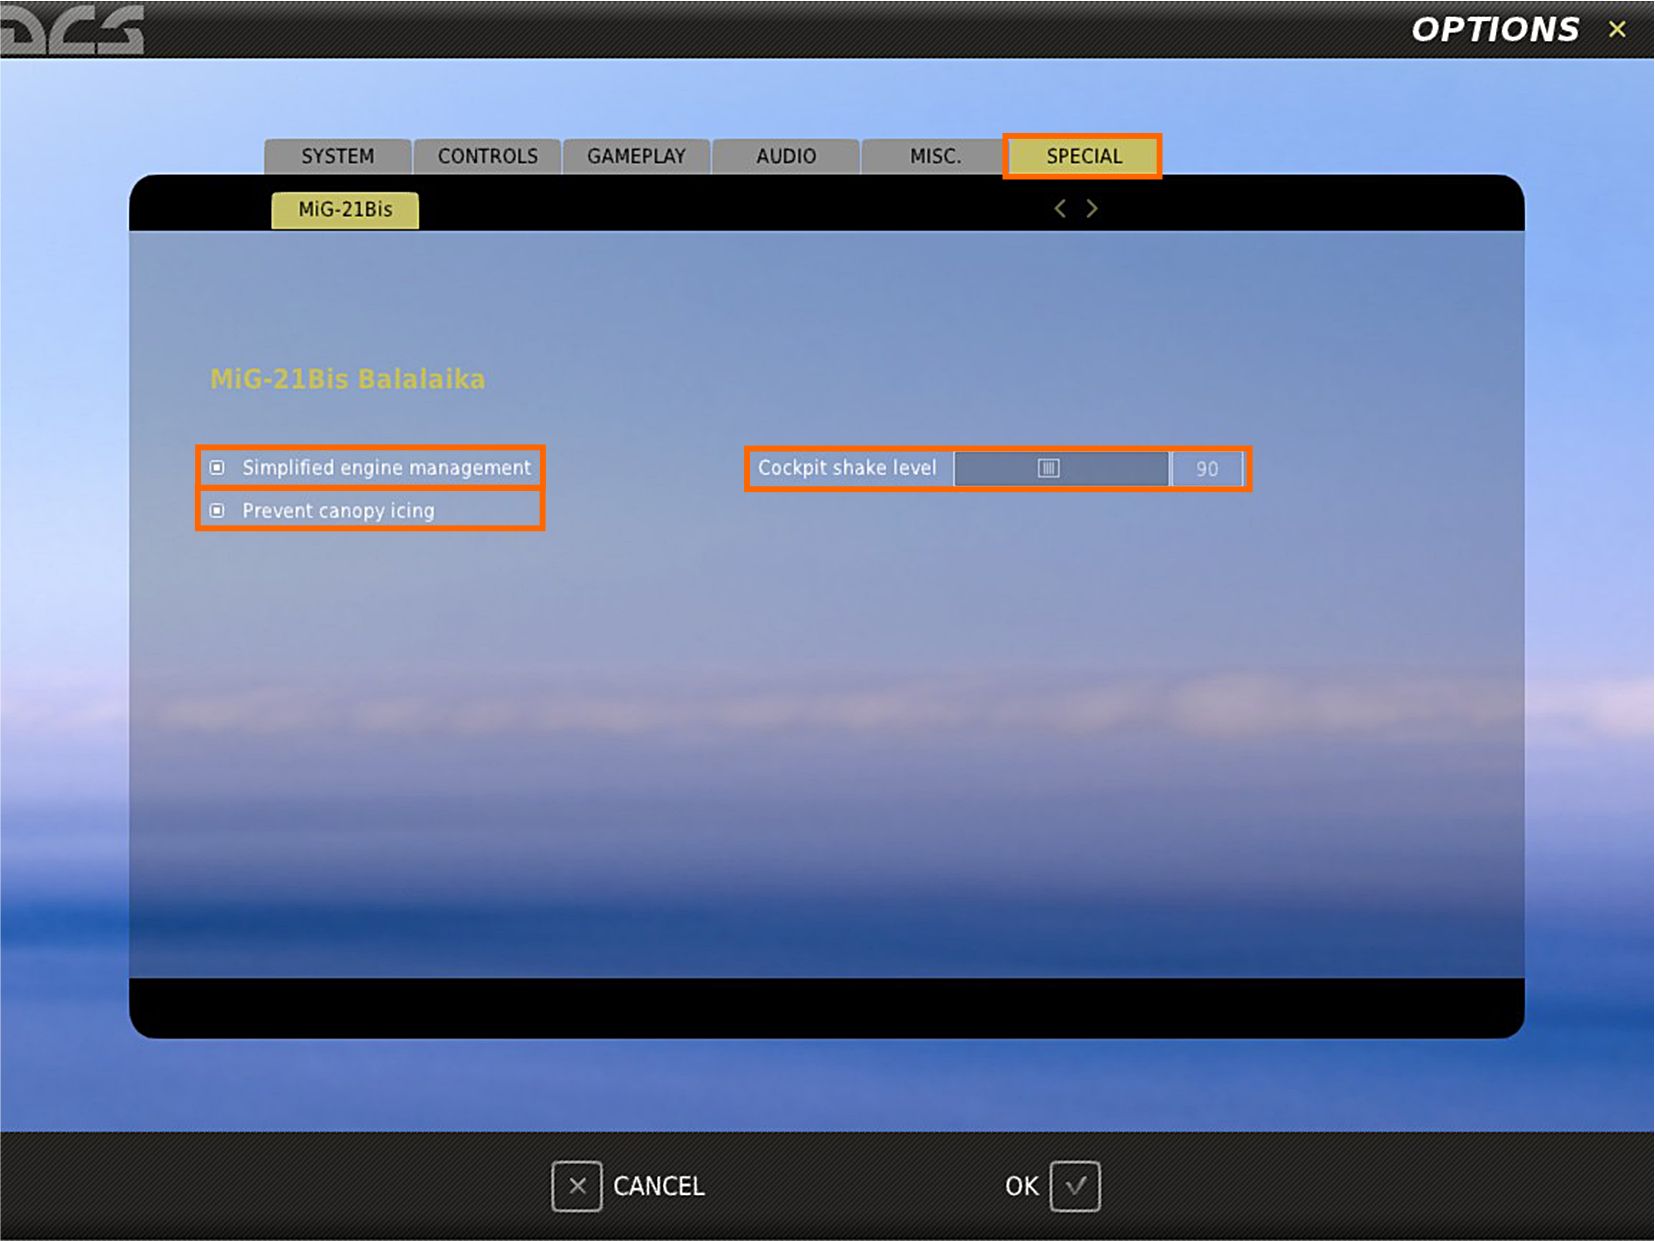 DCS
OPTIONS
SYSTEM CONTROLS GAMEPLAY AUDIO MISC. SPECIAL
MiG-21Bis
MiG-21Bis Balalaika
Simplified engine management
Cockpit shake level 90
Prevent canopy icing
CANCEL OK